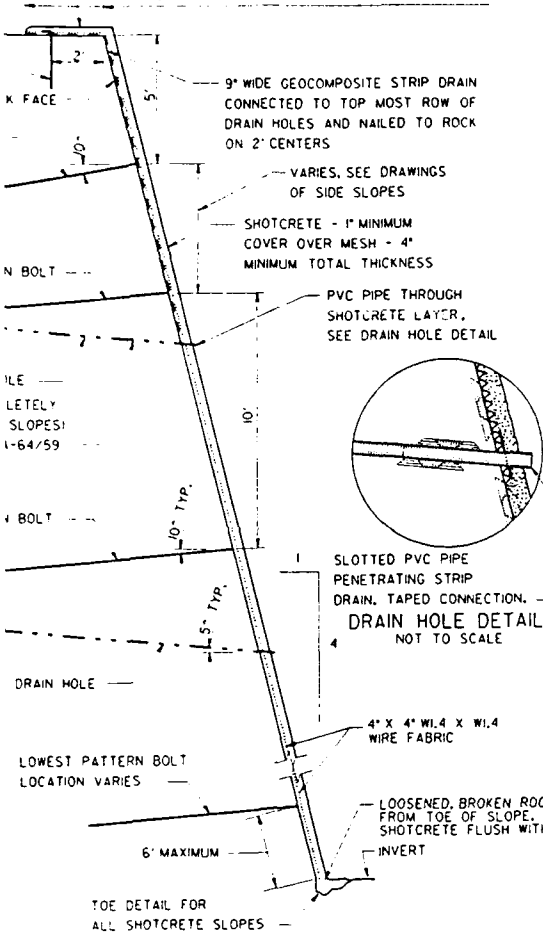 2'
5'
9" WIDE GEOCOMPOSITE STRIP DRAIN
CONNECTED TO TOP MOST ROW OF
DRAIN HOLES AND NAILED TO ROCK
ON 2' CENTERS
K FACE
10°
VARIES, SEE DRAWINGS
OF SIDE SLOPES
SHOTCRETE - 1" MINIMUM
COVER OVER MESH - 4"
MINIMUM TOTAL THICKNESS
N BOLT
PVC PIPE THROUGH
SHOTCRETE LAYER,
SEE DRAIN HOLE DETAIL
LETELY
SLOPES)
-64/59
10'
N BOLT
10° TYP.
1
4
SLOTTED PVC PIPE
PENETRATING STRIP
DRAIN. TAPED CONNECTION.
DRAIN HOLE DETAIL
NOT TO SCALE
5° TYP.
DRAIN HOLE
4" X 4" W1.4 X W1.4
WIRE FABRIC
LOWEST PATTERN BOLT
LOCATION VARIES
LOOSENED, BROKEN ROC
FROM TOE OF SLOPE.
SHOTCRETE FLUSH WITH
INVERT
6' MAXIMUM
TOE DETAIL FOR
ALL SHOTCRETE SLOPES